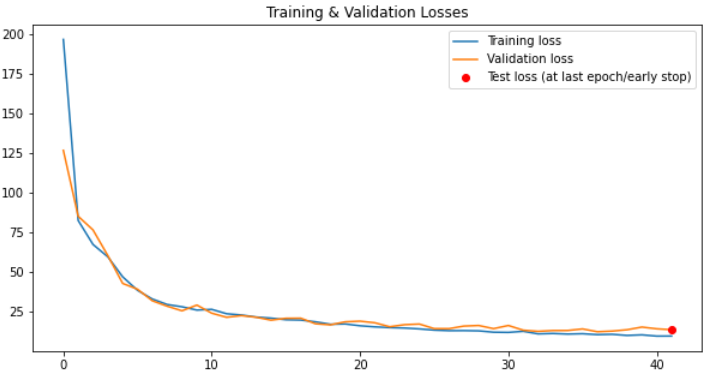 Training & Validation Losses
Training loss
Validation loss
Test loss (at last epoch/early stop)
200
175
150
125
100
75
50
25
0 10 20 30 40